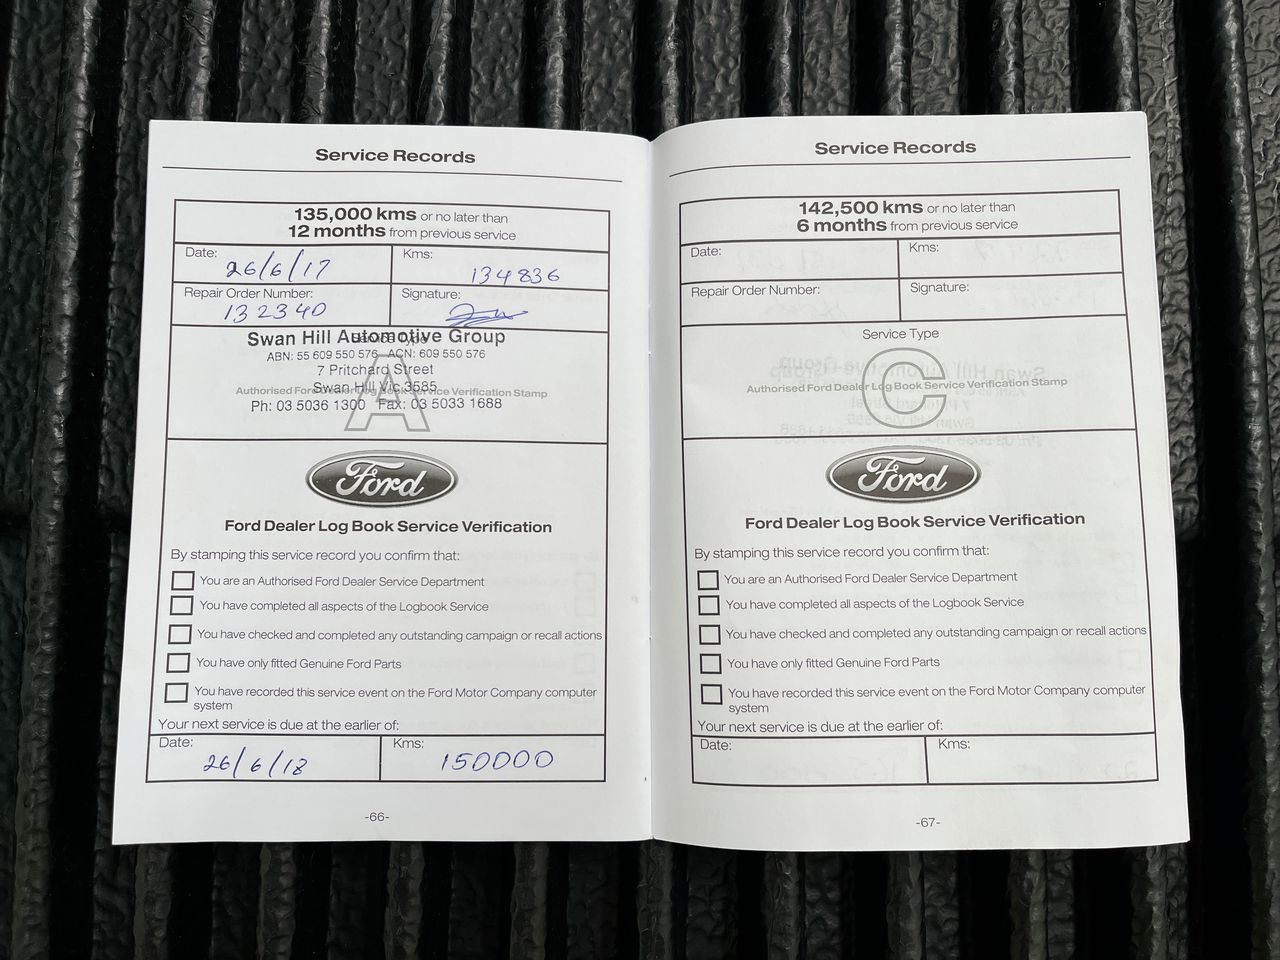 Service Records
135,000 kms or no later than
12 months from previous service
Date:
26/6/17
Kms:
134836
Repair Order Number:
132340
Signature:
Service Type
Swan Hill Automotive Group
ABN: 55 609 550 576 ACN: 609 550 576
7 Pritchard Street
Swan Hill Vic 3585
Authorised Ford Dealer Log Book Service Verification Stamp
A
Ph: 03 5036 1300 Fax: 03 5033 1688
Ford
Ford Dealer Log Book Service Verification
By stamping this service record you confirm that:
You are an Authorised Ford Dealer Service Department
You have completed all aspects of the Logbook Service
You have checked and completed any outstanding campaign or recall actions
You have only fitted Genuine Ford Parts
You have recorded this service event on the Ford Motor Company computer
system
Your next service is due at the earlier of:
Date:
26/6/18
Kms:
150000
-66-
Service Records
142,500 kms or no later than
6 months from previous service
Date:
Kms:
Repair Order Number:
Signature:
Service Type
C
Authorised Ford Dealer Log Book Service Verification Stamp
Ford
Ford Dealer Log Book Service Verification
By stamping this service record you confirm that:
You are an Authorised Ford Dealer Service Department
You have completed all aspects of the Logbook Service
You have checked and completed any outstanding campaign or recall actions
You have only fitted Genuine Ford Parts
You have recorded this service event on the Ford Motor Company computer
system
Your next service is due at the earlier of:
Date:
Kms:
-67-